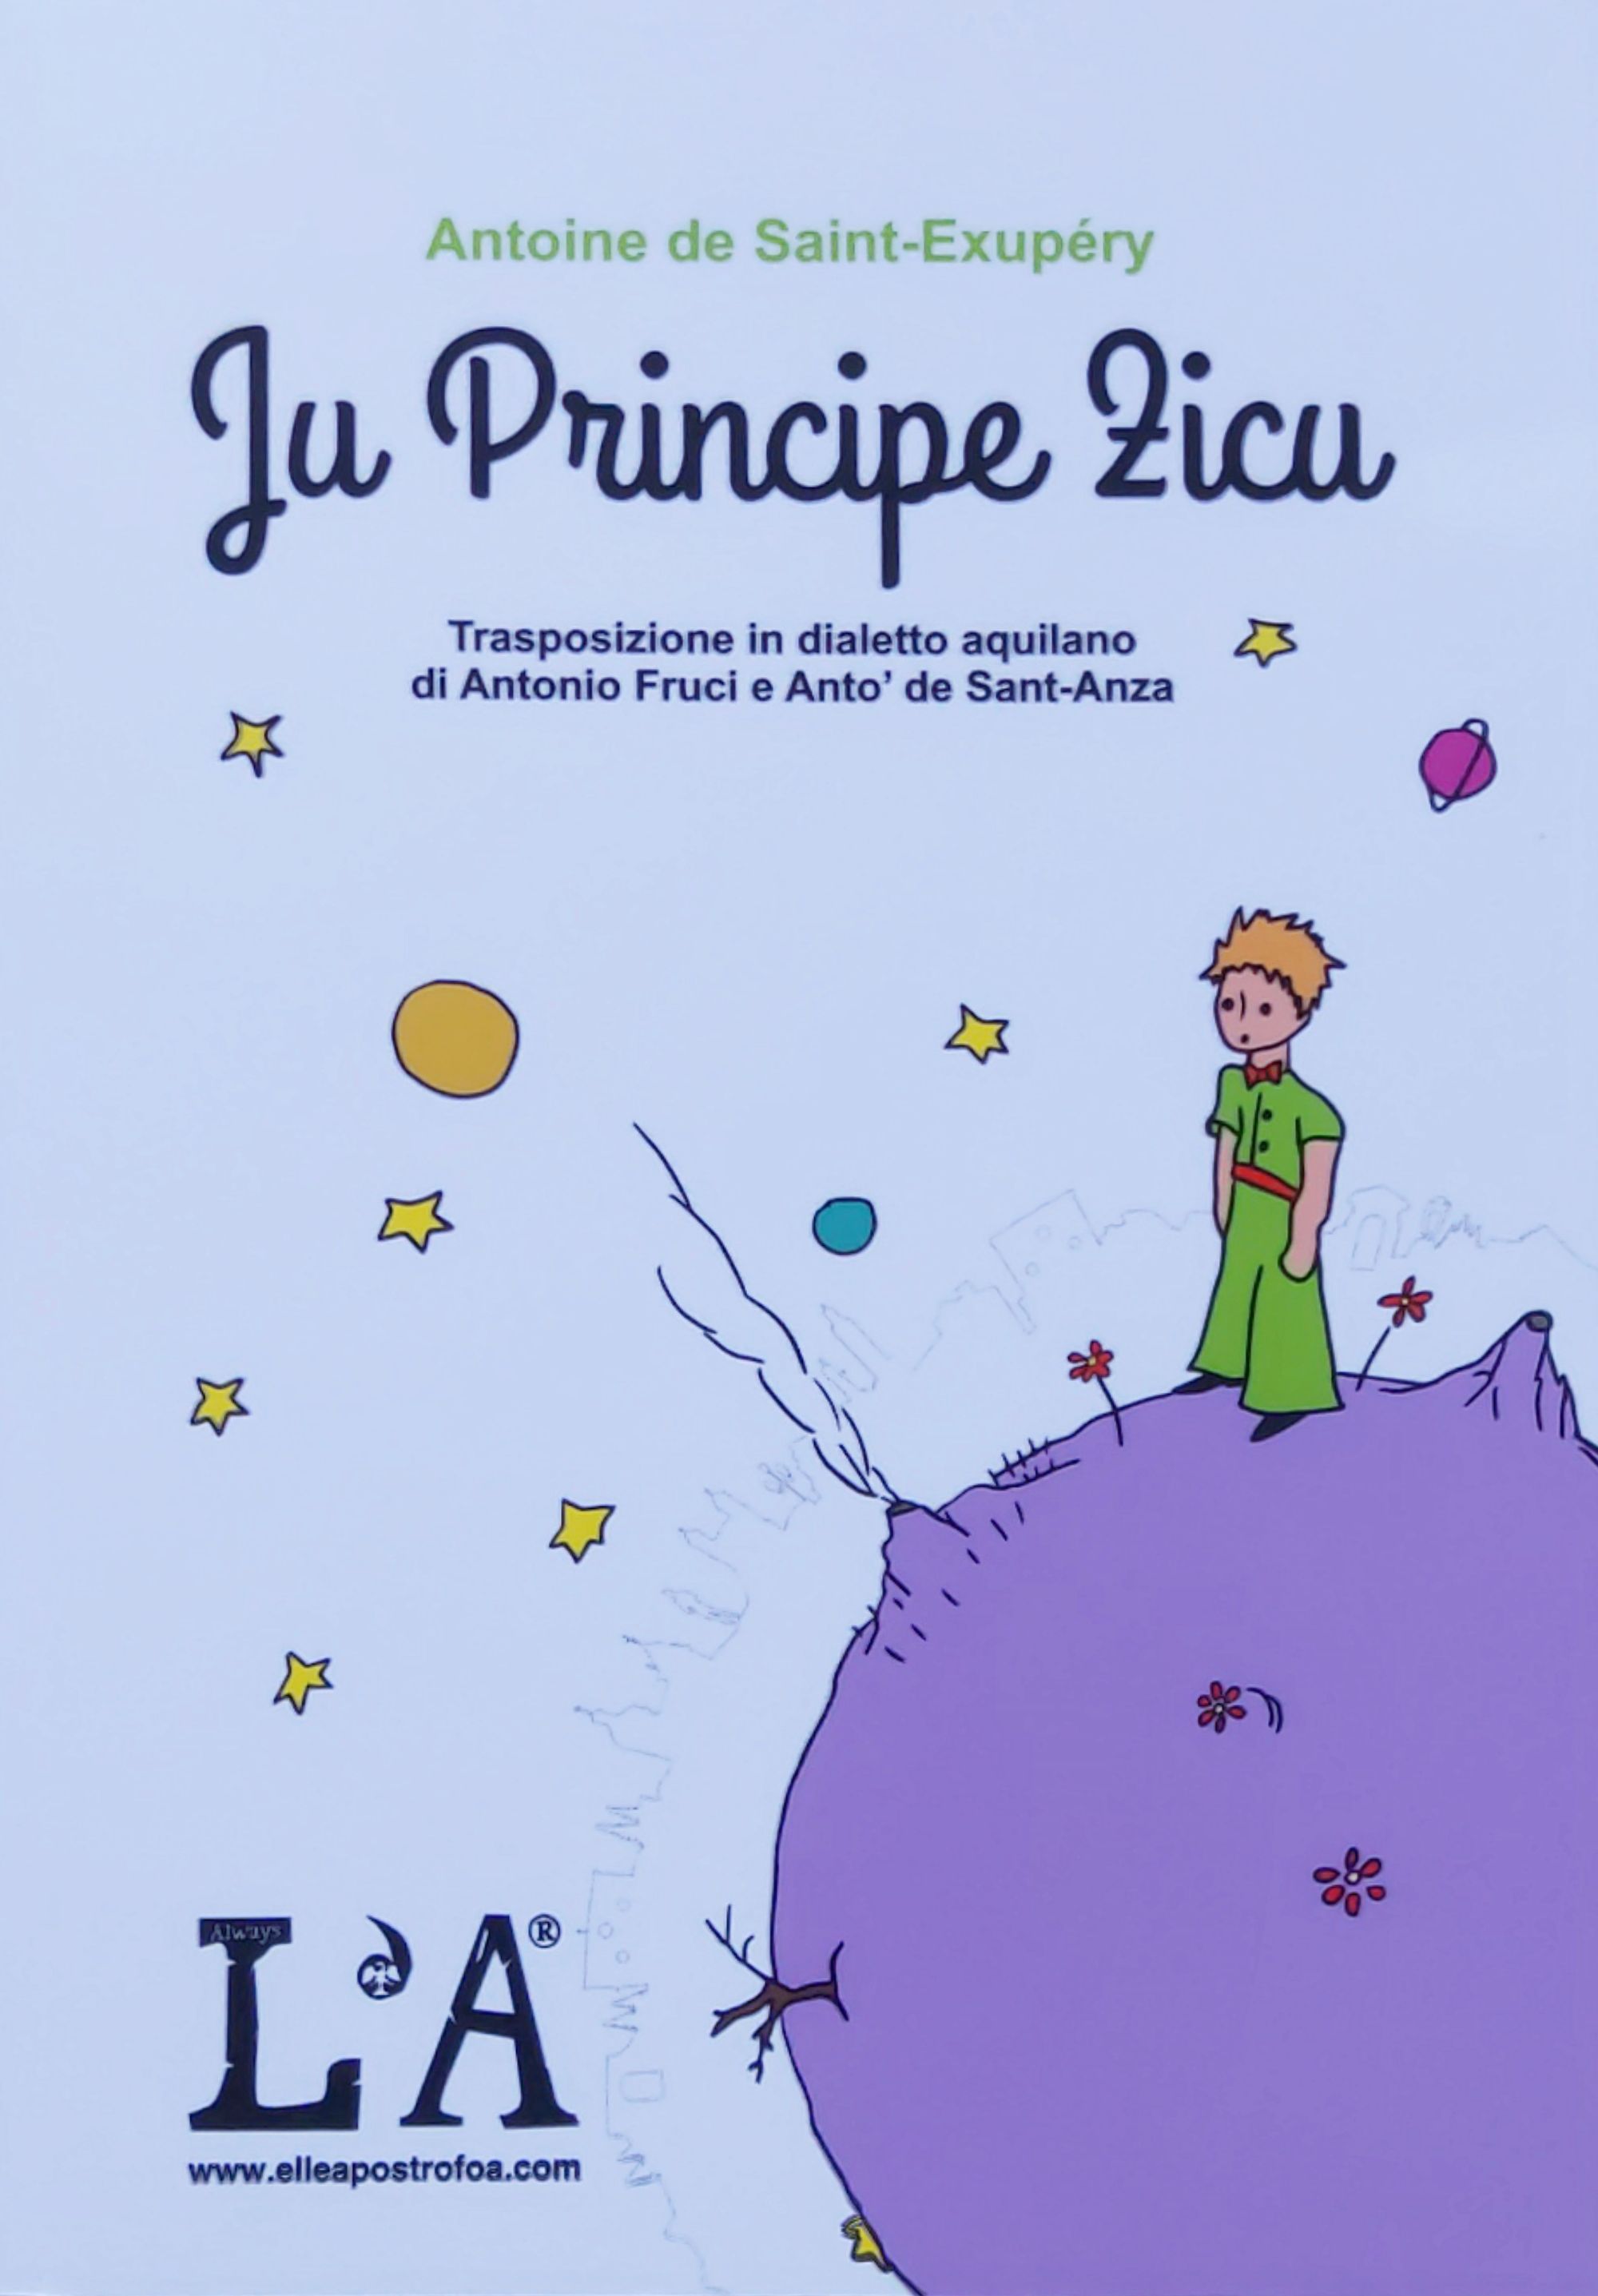 Antoine de Saint-Exupéry
Ju Principe Zicu
Trasposizione in dialetto aquilano
di Antonio Fruci e Anto' de Sant-Anza
Always
L'A®
www.elleapostrofoa.com